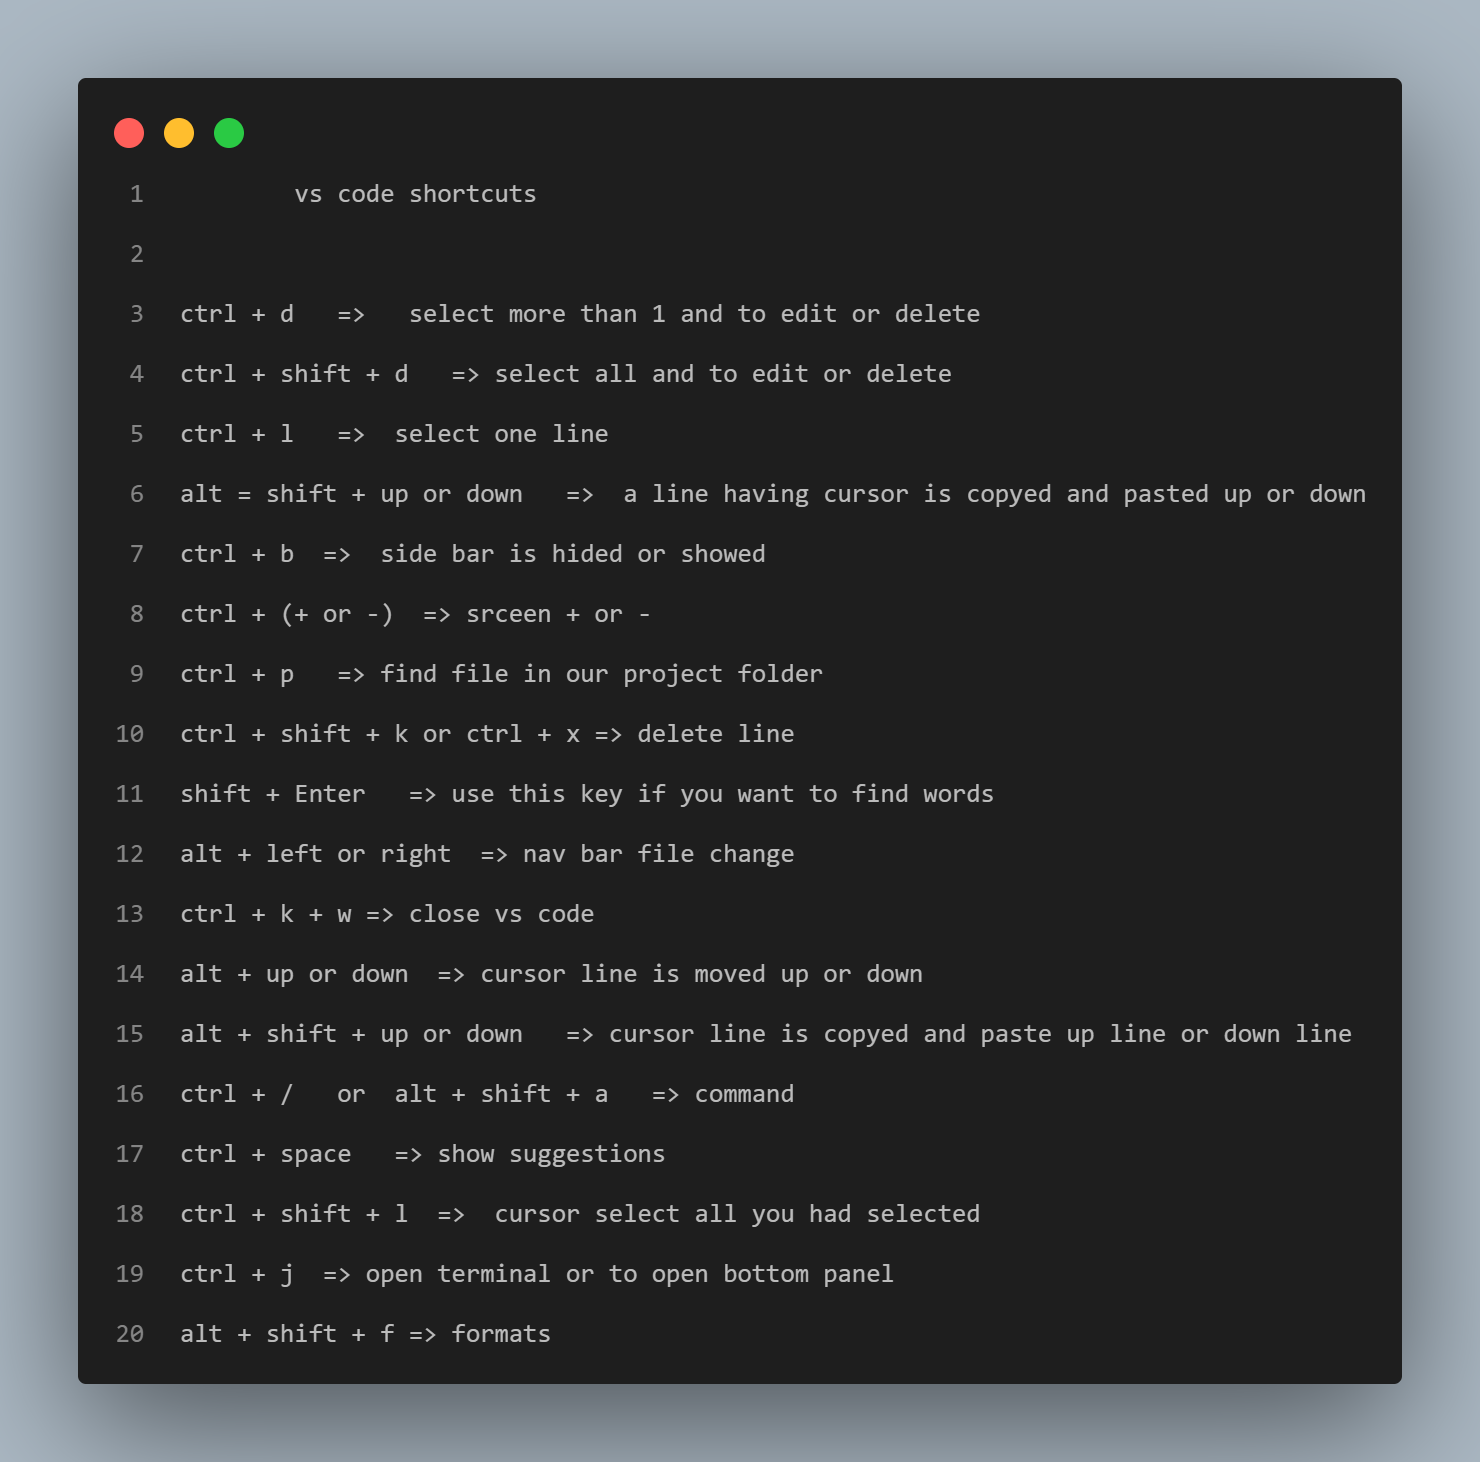 1 vs code shortcuts
2
3 ctrl + d => select more than 1 and to edit or delete
4 ctrl + shift + d => select all and to edit or delete
5 ctrl + l => select one line
6 alt = shift + up or down => a line having cursor is copyed and pasted up or down
7 ctrl + b => side bar is hided or showed
8 ctrl + (+ or -) => srceen + or -
9 ctrl + p => find file in our project folder
10 ctrl + shift + k or ctrl + x => delete line
11 shift + Enter => use this key if you want to find words
12 alt + left or right => nav bar file change
13 ctrl + k + w => close vs code
14 alt + up or down => cursor line is moved up or down
15 alt + shift + up or down => cursor line is copyed and paste up line or down line
16 ctrl + / or alt + shift + a => command
17 ctrl + space => show suggestions
18 ctrl + shift + l => cursor select all you had selected
19 ctrl + j => open terminal or to open bottom panel
20 alt + shift + f => formats